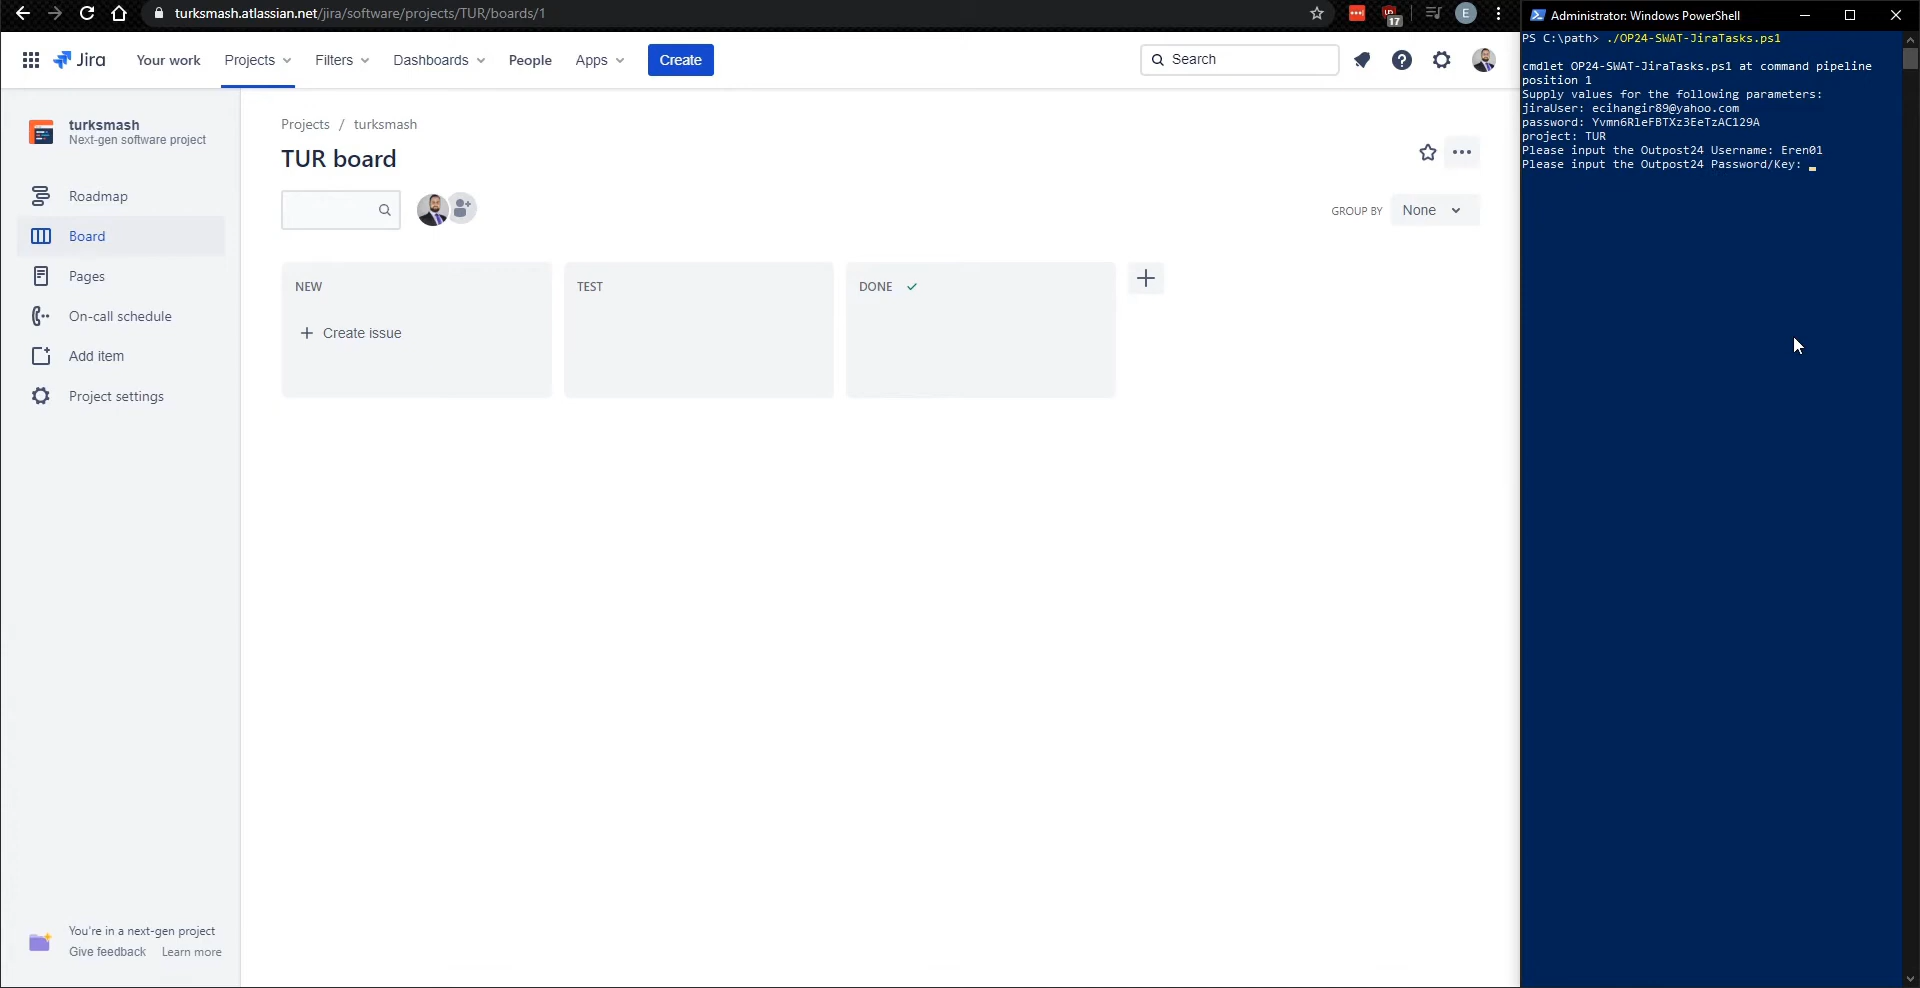 turksmash.atlassian.net/jira/software/projects/TUR/boards/1
17
E
Jira
Your work
Projects
Filters
Dashboards
People
Apps
Create
Search
turksmash
Next-gen software project
Roadmap
Board
Pages
On-call schedule
Add item
Project settings
You're in a next-gen project
Give feedback Learn more
Projects / turksmash
TUR board
GROUP BY None
NEW
TEST
DONE
Create issue
Administrator: Windows PowerShell
PS C:\path> ./OP24-SWAT-JiraTasks.ps1
cmdlet OP24-SWAT-JiraTasks.ps1 at command pipeline
position 1
Supply values for the following parameters:
jiraUser: ecihangir89@yahoo.com
password: Yvmn6RleFBTXz3EeTzAC129A
project: TUR
Please input the Outpost24 Username: Eren01
Please input the Outpost24 Password/Key: